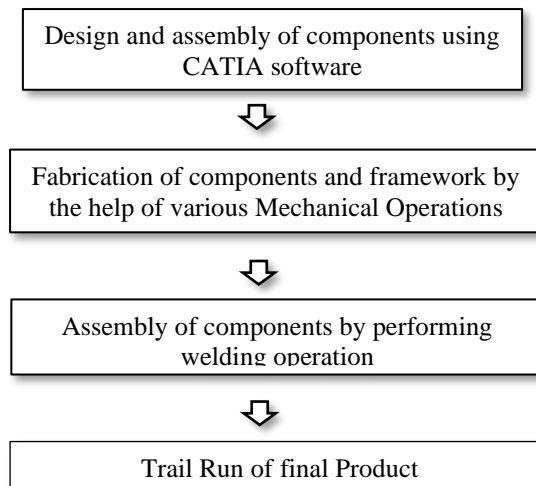 Design and assembly of components using
CATIA software
Fabrication of components and framework by
the help of various Mechanical Operations
Assembly of components by performing
welding operation
Trail Run of final Product